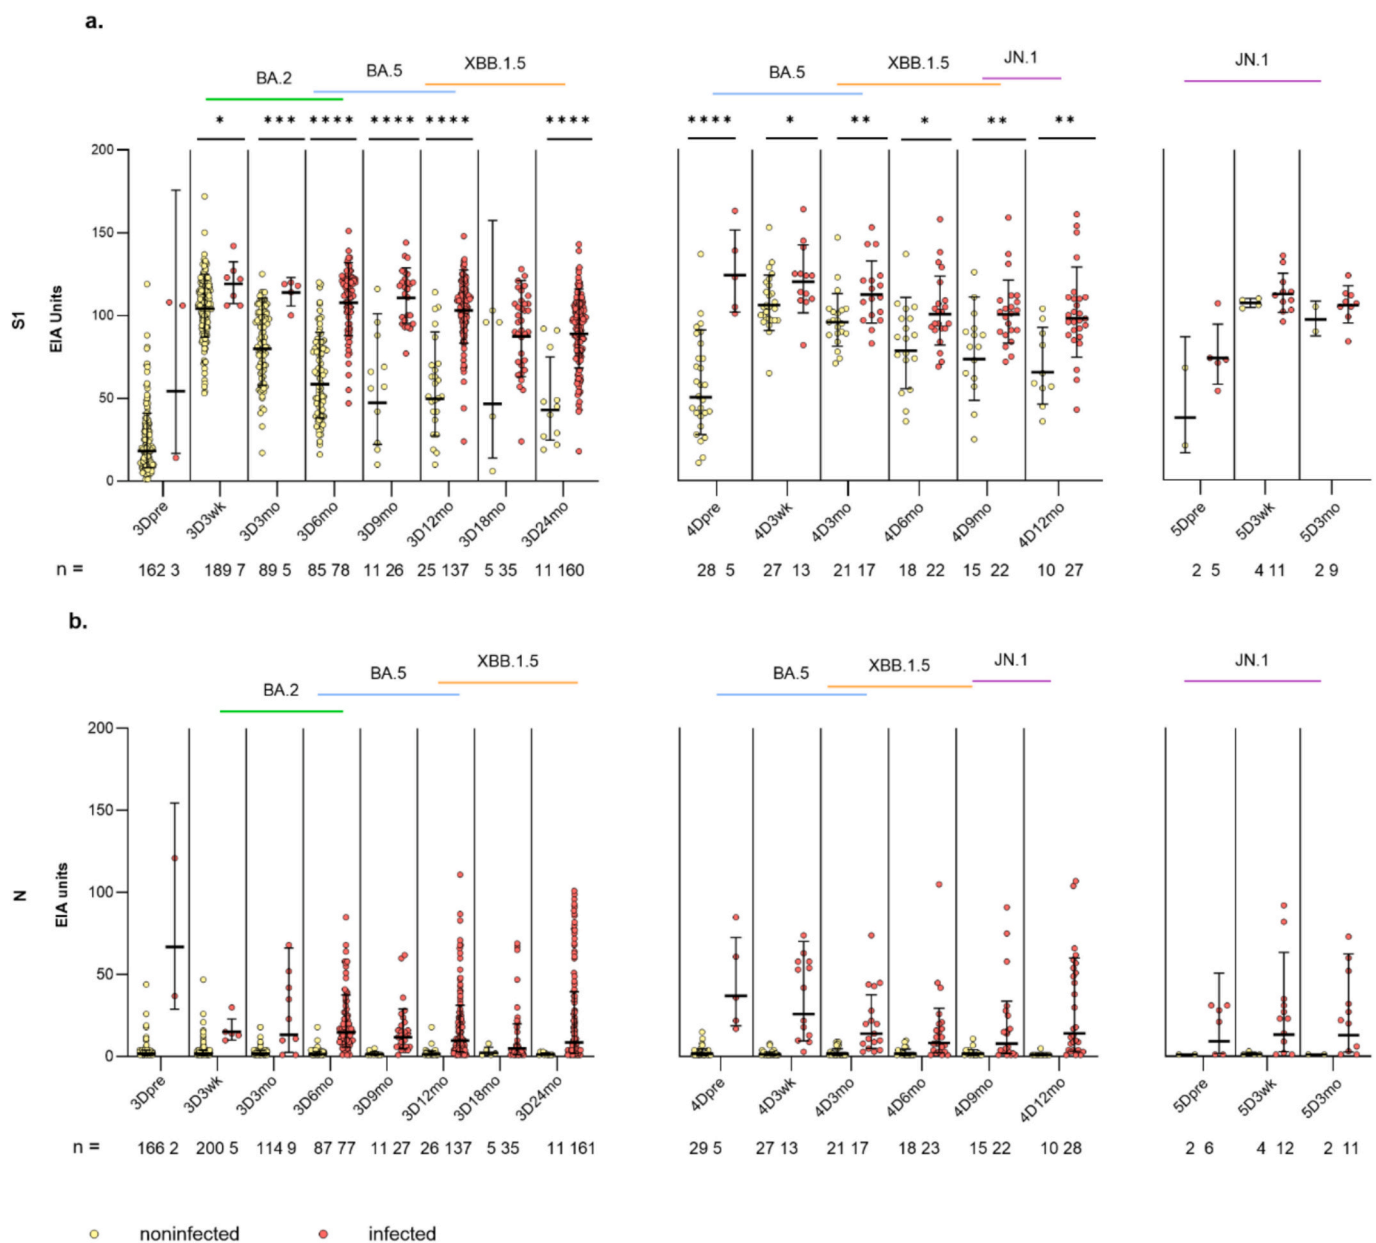 a.
BA.2 BA.5 XBB.1.5 BA.5 XBB.1.5 JN.1 JN.1
* *** **** **** **** **** **** * ** * ** **
S1
EIA Units
200
150
100
50
0
3Dpre 3D3wk 3D3mo 3D6mo 3D9mo 3D12mo 3D18mo 3D24mo 4Dpre 4D3wk 4D3mo 4D6mo 4D9mo 4D12mo 5Dpre 5D3wk 5D3mo
n = 162 3 189 7 89 5 85 78 11 26 25 137 5 35 11 160 28 5 27 13 21 17 18 22 15 22 10 27 2 5 4 11 2 9
b.
BA.2 BA.5 XBB.1.5 BA.5 XBB.1.5 JN.1 JN.1
N
EIA units
200
150
100
50
0
3Dpre 3D3wk 3D3mo 3D6mo 3D9mo 3D12mo 3D18mo 3D24mo 4Dpre 4D3wk 4D3mo 4D6mo 4D9mo 4D12mo 5Dpre 5D3wk 5D3mo
n = 166 2 200 5 114 9 87 77 11 27 26 137 5 35 11 161 29 5 27 13 21 17 18 23 15 22 10 28 2 6 4 12 2 11
noninfected infected